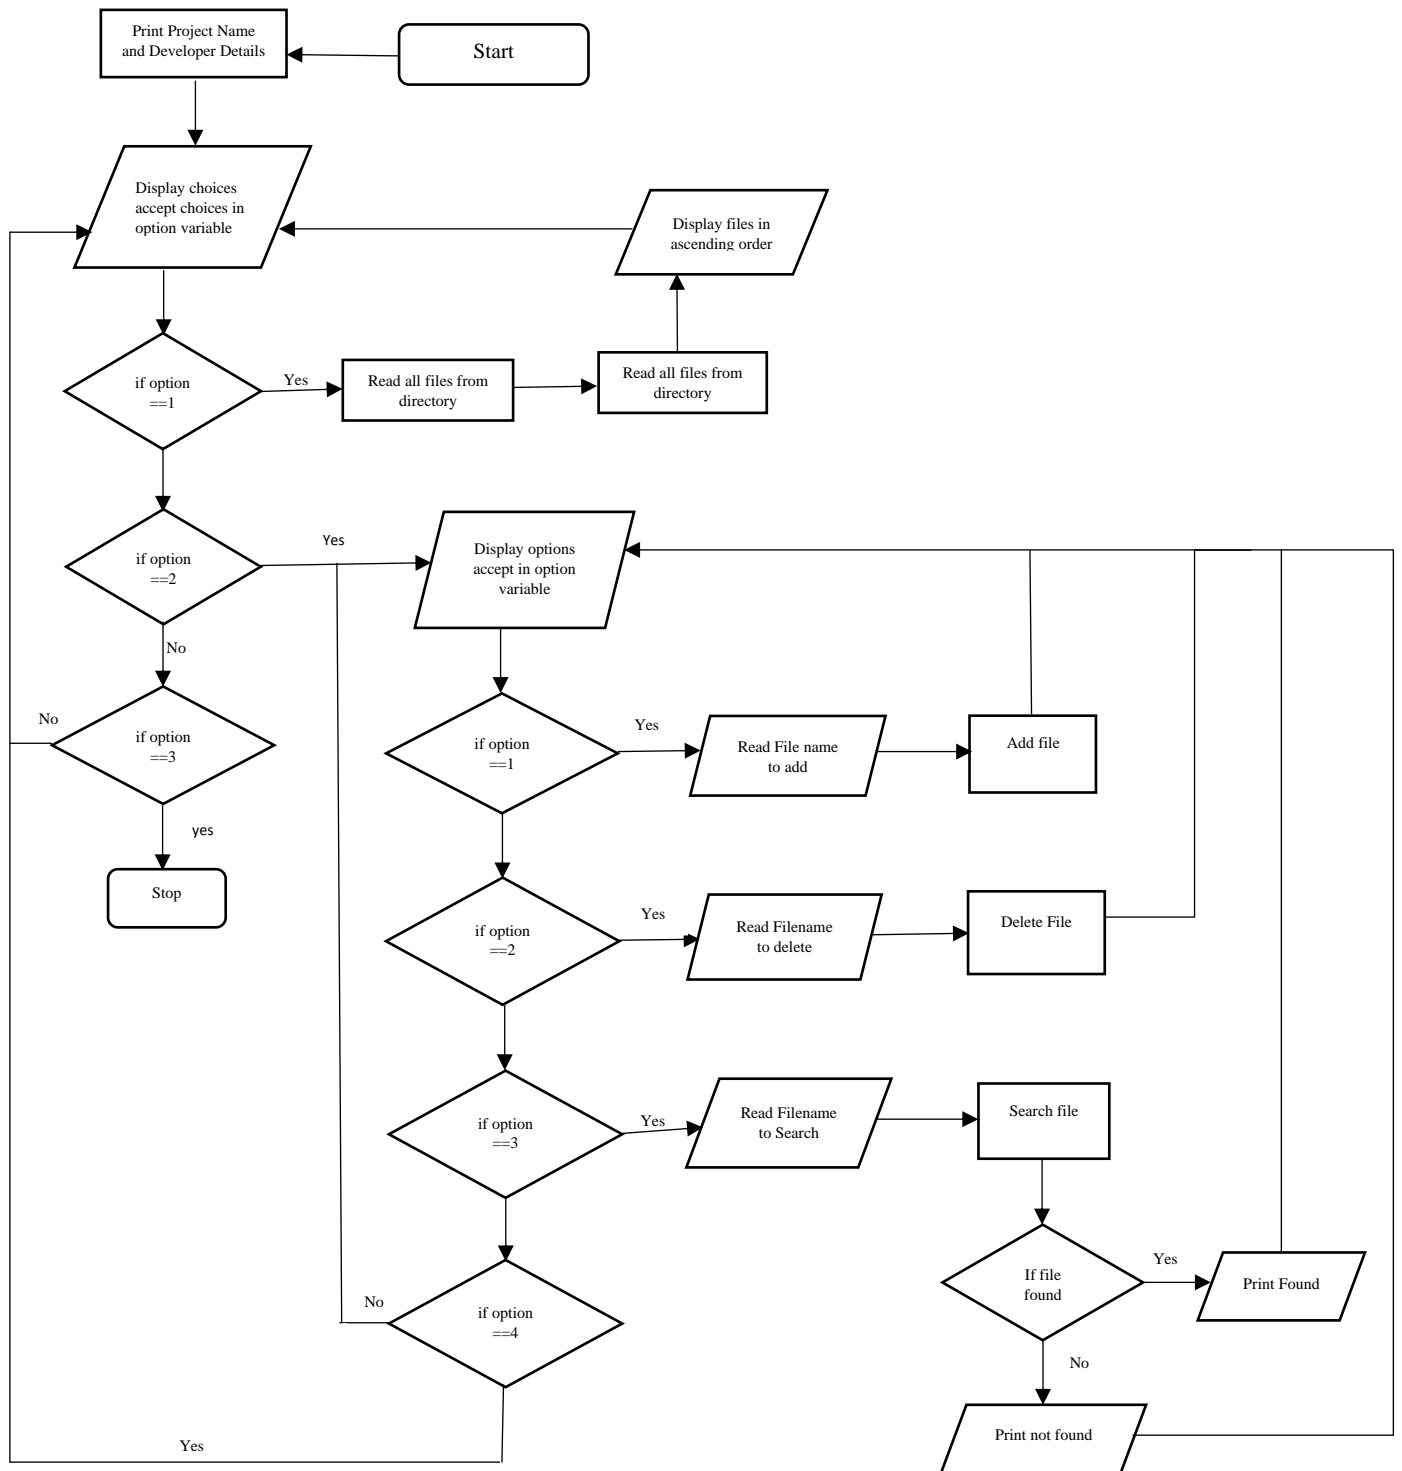 Print Project Name
and Developer Details
Start
Display choices
accept choices in
option variable
Display files in
ascending order
if option
==1
Yes
Read all files from
directory
Read all files from
directory
if option
==2
Yes
Display options
accept in option
variable
No
if option
==3
No
yes
Stop
if option
==1
Yes
Read File name
to add
Add file
if option
==2
Yes
Read Filename
to delete
Delete File
if option
==3
Yes
Read Filename
to Search
Search file
If file
found
Yes
Print Found
No
Print not found
if option
==4
No
Yes